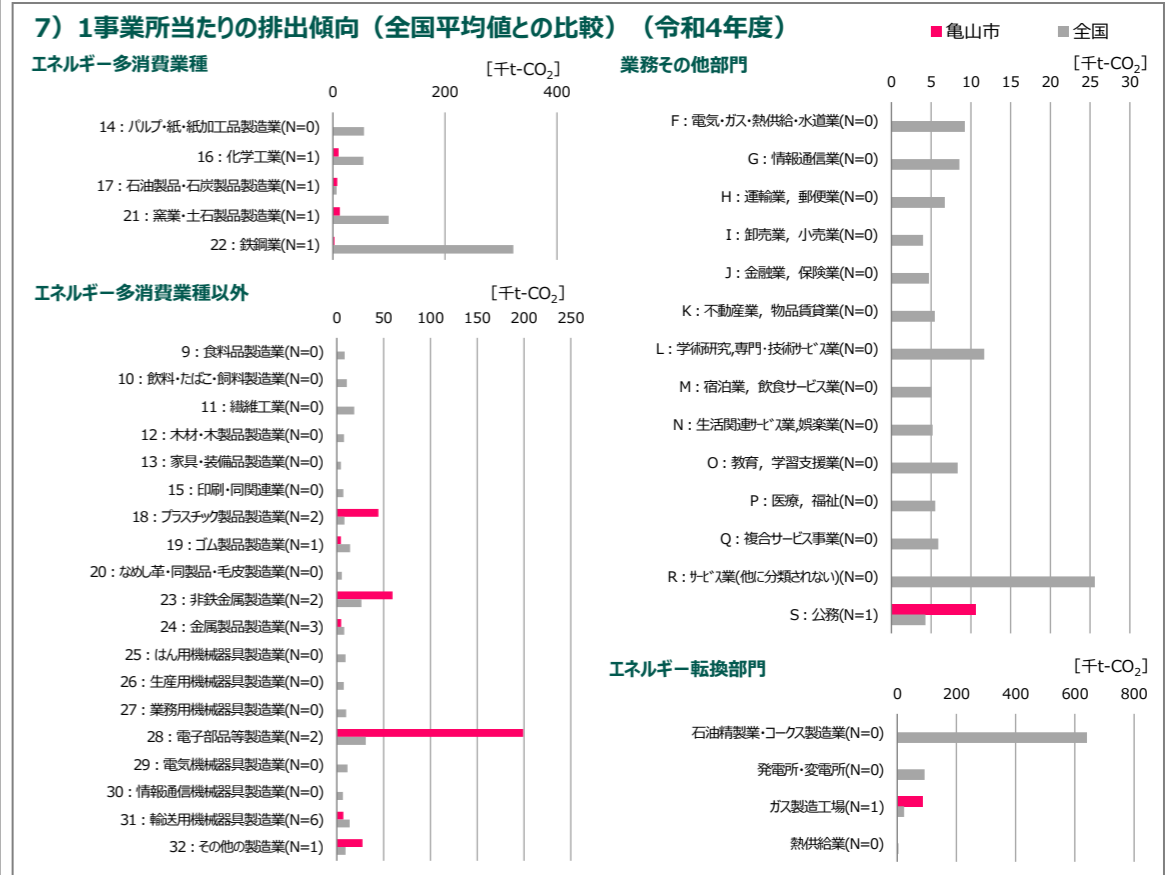 7）1事業所当たりの排出傾向（全国平均値との比較）（令和4年度）
■亀山市 ■全国
エネルギー多消費業種
[千t-CO2]
0 200 400
14：パルプ・紙・紙加工品製造業(N=0)
16：化学工業(N=1)
17：石油製品・石炭製品製造業(N=1)
21：窯業・土石製品製造業(N=1)
22：鉄鋼業(N=1)
エネルギー多消費業種以外
[千t-CO2]
0 50 100 150 200 250
9：食料品製造業(N=0)
10：飲料・たばこ・飼料製造業(N=0)
11：繊維工業(N=0)
12：木材・木製品製造業(N=0)
13：家具・装備品製造業(N=0)
15：印刷・同関連業(N=0)
18：プラスチック製品製造業(N=2)
19：ゴム製品製造業(N=1)
20：なめし革・同製品・毛皮製造業(N=0)
23：非鉄金属製造業(N=2)
24：金属製品製造業(N=3)
25：はん用機械器具製造業(N=0)
26：生産用機械器具製造業(N=0)
27：業務用機械器具製造業(N=0)
28：電子部品等製造業(N=2)
29：電気機械器具製造業(N=0)
30：情報通信機械器具製造業(N=0)
31：輸送用機械器具製造業(N=6)
32：その他の製造業(N=1)
業務その他部門
[千t-CO2]
0 5 10 15 20 25 30
F：電気・ガス・熱供給・水道業(N=0)
G：情報通信業(N=0)
H：運輸業，郵便業(N=0)
I：卸売業，小売業(N=0)
J：金融業，保険業(N=0)
K：不動産業，物品賃貸業(N=0)
L：学術研究,専門・技術ｻｰﾋﾞｽ業(N=0)
M：宿泊業，飲食サービス業(N=0)
N：生活関連ｻｰﾋﾞｽ業,娯楽業(N=0)
O：教育，学習支援業(N=0)
P：医療，福祉(N=0)
Q：複合サービス事業(N=0)
R：ｻｰﾋﾞｽ業(他に分類されない)(N=0)
S：公務(N=1)
エネルギー転換部門
[千t-CO2]
0 200 400 600 800
石油精製業・コークス製造業(N=0)
発電所・変電所(N=0)
ガス製造工場(N=1)
熱供給業(N=0)